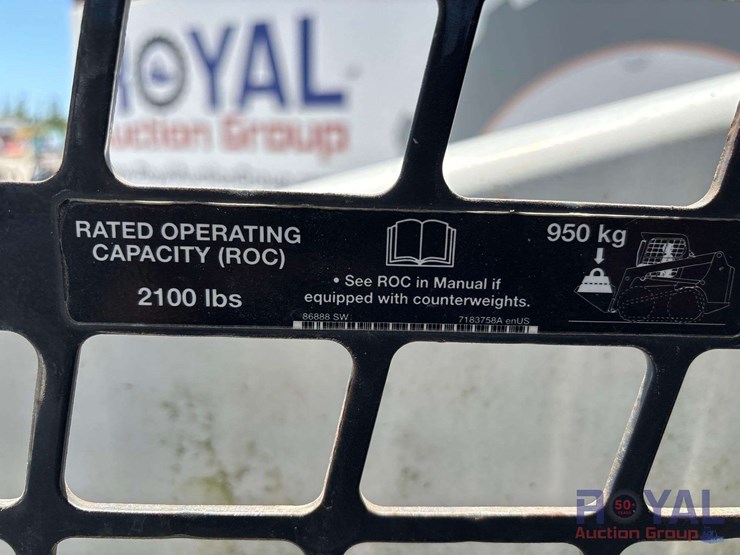 ROYAL
Auction Group
RATED OPERATING
CAPACITY (ROC)
2100 lbs
• See ROC in Manual if
equipped with counterweights.
86888 SW
7183758A enUS
950 kg
ROYAL
50
Auction Group